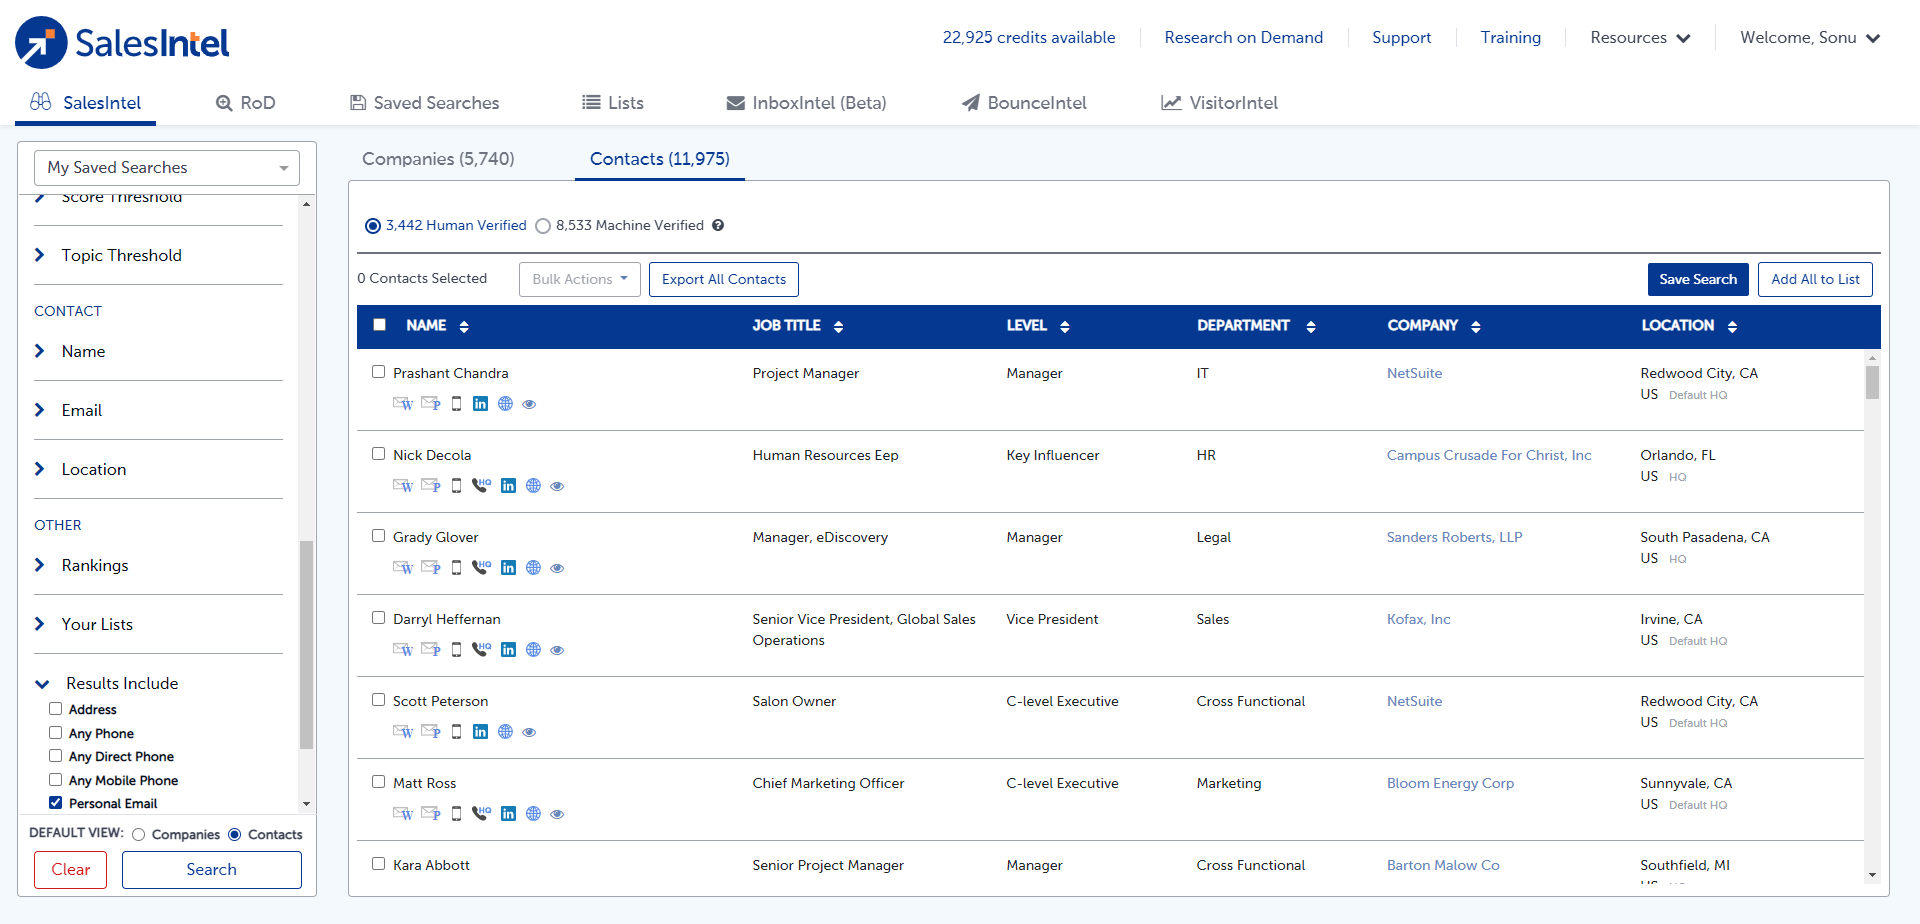 SalesIntel
22,925 credits available
Research on Demand
Support
Training
Resources
Welcome, Sonu
SalesIntel
RoD
Saved Searches
Lists
InboxIntel (Beta)
BounceIntel
VisitorIntel
My Saved Searches
Score Threshold
Topic Threshold
CONTACT
Name
Email
Location
OTHER
Rankings
Your Lists
Results Include
Address
Any Phone
Any Direct Phone
Any Mobile Phone
Personal Email
DEFAULT VIEW: Companies Contacts
Clear
Search
Companies (5,740)
Contacts (11,975)
3,442 Human Verified
8,533 Machine Verified ?
0 Contacts Selected
Bulk Actions
Export All Contacts
Save Search
Add All to List
NAME JOB TITLE LEVEL DEPARTMENT COMPANY LOCATION
Prashant Chandra Project Manager Manager IT NetSuite Redwood City, CA
US Default HQ
W P in
Nick Decola Human Resources Eep Key Influencer HR Campus Crusade For Christ, Inc Orlando, FL
US HQ
W P HQ in
Grady Glover Manager, eDiscovery Manager Legal Sanders Roberts, LLP South Pasadena, CA
US HQ
W P HQ in
Darryl Heffernan Senior Vice President, Global Sales Vice President Sales Kofax, Inc Irvine, CA
Operations US Default HQ
W P HQ in
Scott Peterson Salon Owner C-level Executive Cross Functional NetSuite Redwood City, CA
US Default HQ
W P in
Matt Ross Chief Marketing Officer C-level Executive Marketing Bloom Energy Corp Sunnyvale, CA
US Default HQ
W P HQ in
Kara Abbott Senior Project Manager Manager Cross Functional Barton Malow Co Southfield, MI